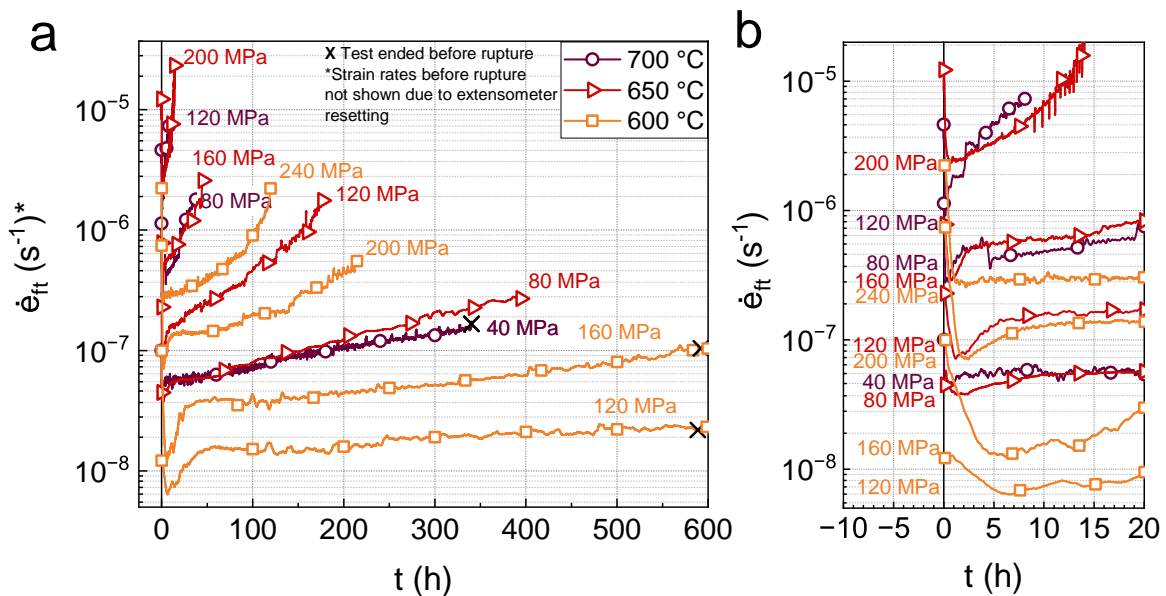 a
200 MPa
X Test ended before rupture
*Strain rates before rupture
not shown due to extensometer
resetting
700 °C
650 °C
600 °C
120 MPa
160 MPa
80 MPa
240 MPa
120 MPa
200 MPa
80 MPa
40 MPa
160 MPa
120 MPa
10⁻⁵
10⁻⁶
10⁻⁷
10⁻⁸
ė_ft (s⁻¹)*
0 100 200 300 400 500 600
t (h)
b
200 MPa
120 MPa
80 MPa
160 MPa
240 MPa
120 MPa
200 MPa
40 MPa
80 MPa
160 MPa
120 MPa
10⁻⁵
10⁻⁶
10⁻⁷
10⁻⁸
ė_ft (s⁻¹)
−10 −5 0 5 10 15 20
t (h)